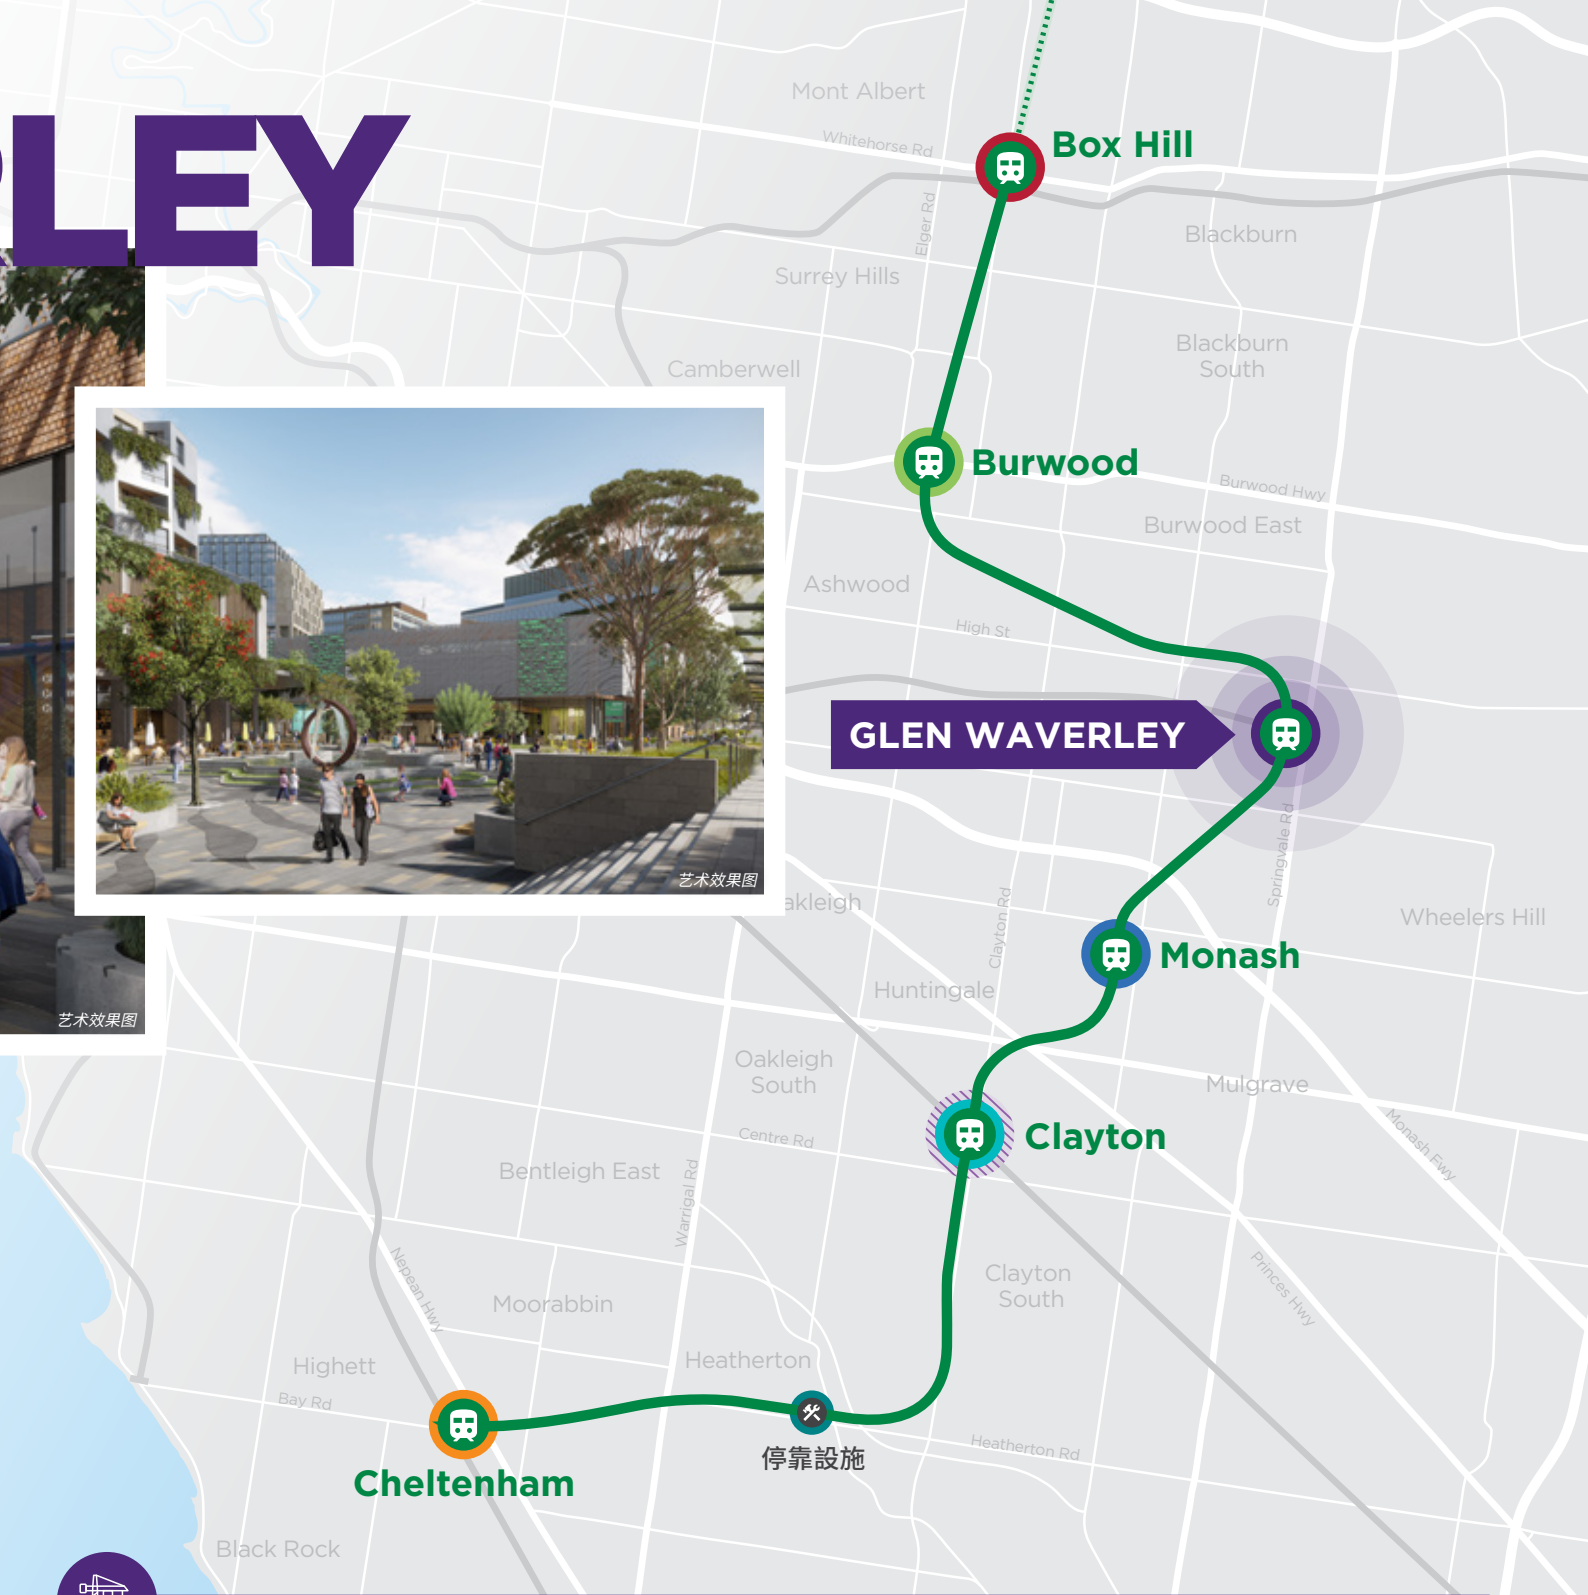 RLEY
Mont Albert
Whitehorse Rd
Box Hill
Elger Rd
Blackburn
Surrey Hills
Blackburn
South
Camberwell
Burwood
Burwood Hwy
Burwood East
Ashwood
High St
GLEN WAVERLEY
Springvale Rd
艺术效果图
akleigh
Clayton Rd
Wheelers Hill
Monash
Huntingale
艺术效果图
Oakleigh
South
Mulgrave
Monash Fwy
Centre Rd
Clayton
Bentleigh East
Warrigal Rd
Nepean Hwy
Clayton
South
Princes Hwy
Moorabbin
Highett
Heatherton
Bay Rd
停靠設施
Heatherton Rd
Cheltenham
Black Rock